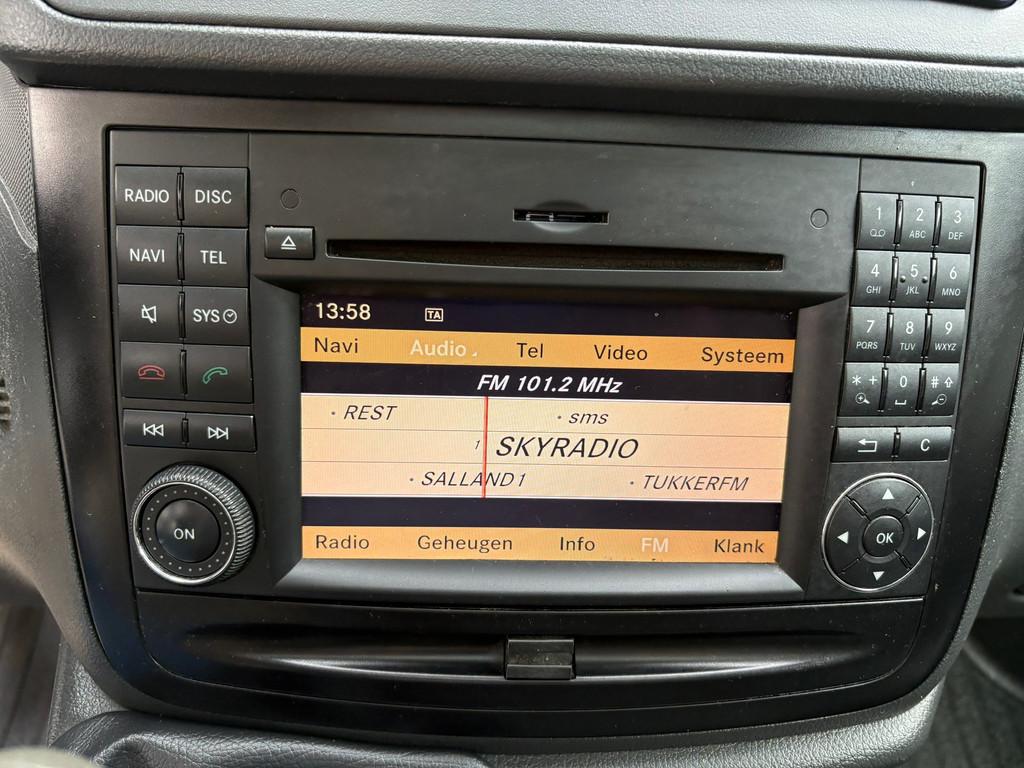 RADIO DISC
NAVI TEL
SYS
ON
13:58 TA
Navi Audio Tel Video Systeem
FM 101.2 MHz
· REST · sms
1 SKYRADIO
· SALLAND1 · TUKKERFM
Radio Geheugen Info FM Klank
1 2 ABC 3 DEF
4 GHI 5 JKL 6 MNO
7 PQRS 8 TUV 9 WXYZ
* + 0 #
C
OK